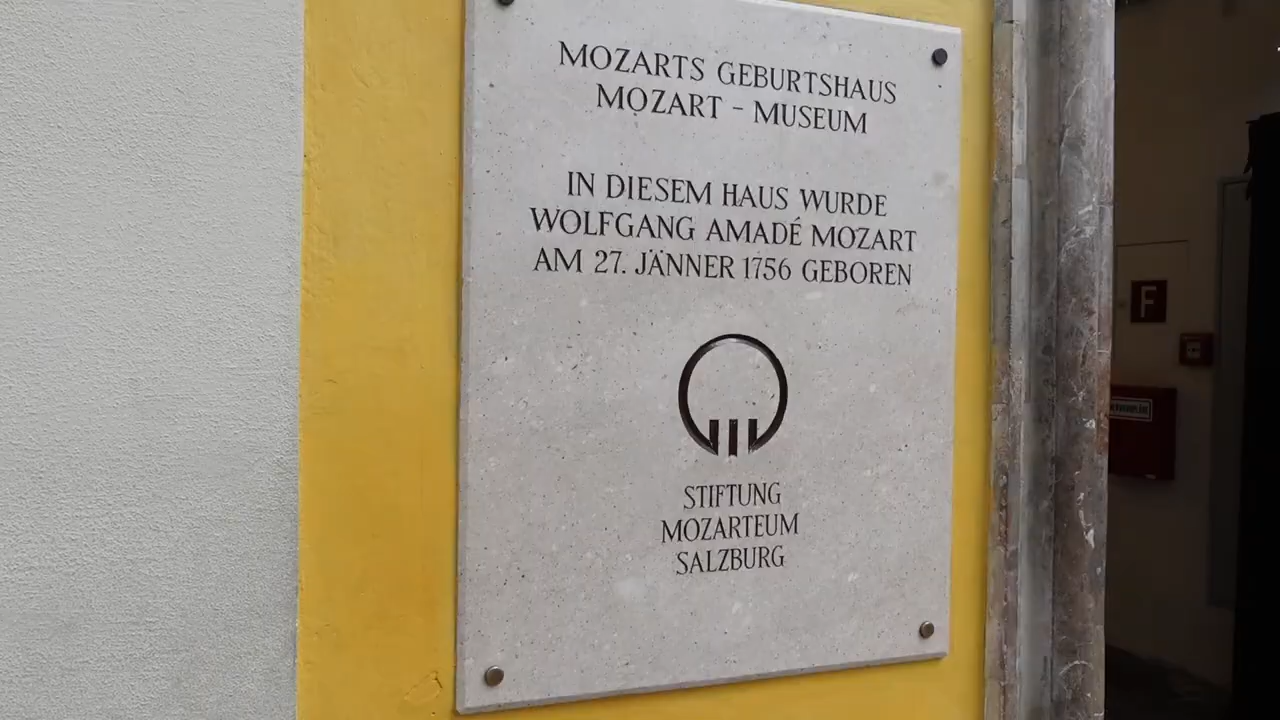 MOZARTS GEBURTSHAUS
MOZART - MUSEUM
IN DIESEM HAUS WURDE
WOLFGANG AMADÉ MOZART
AM 27. JÄNNER 1756 GEBOREN
STIFTUNG
MOZARTEUM
SALZBURG
F